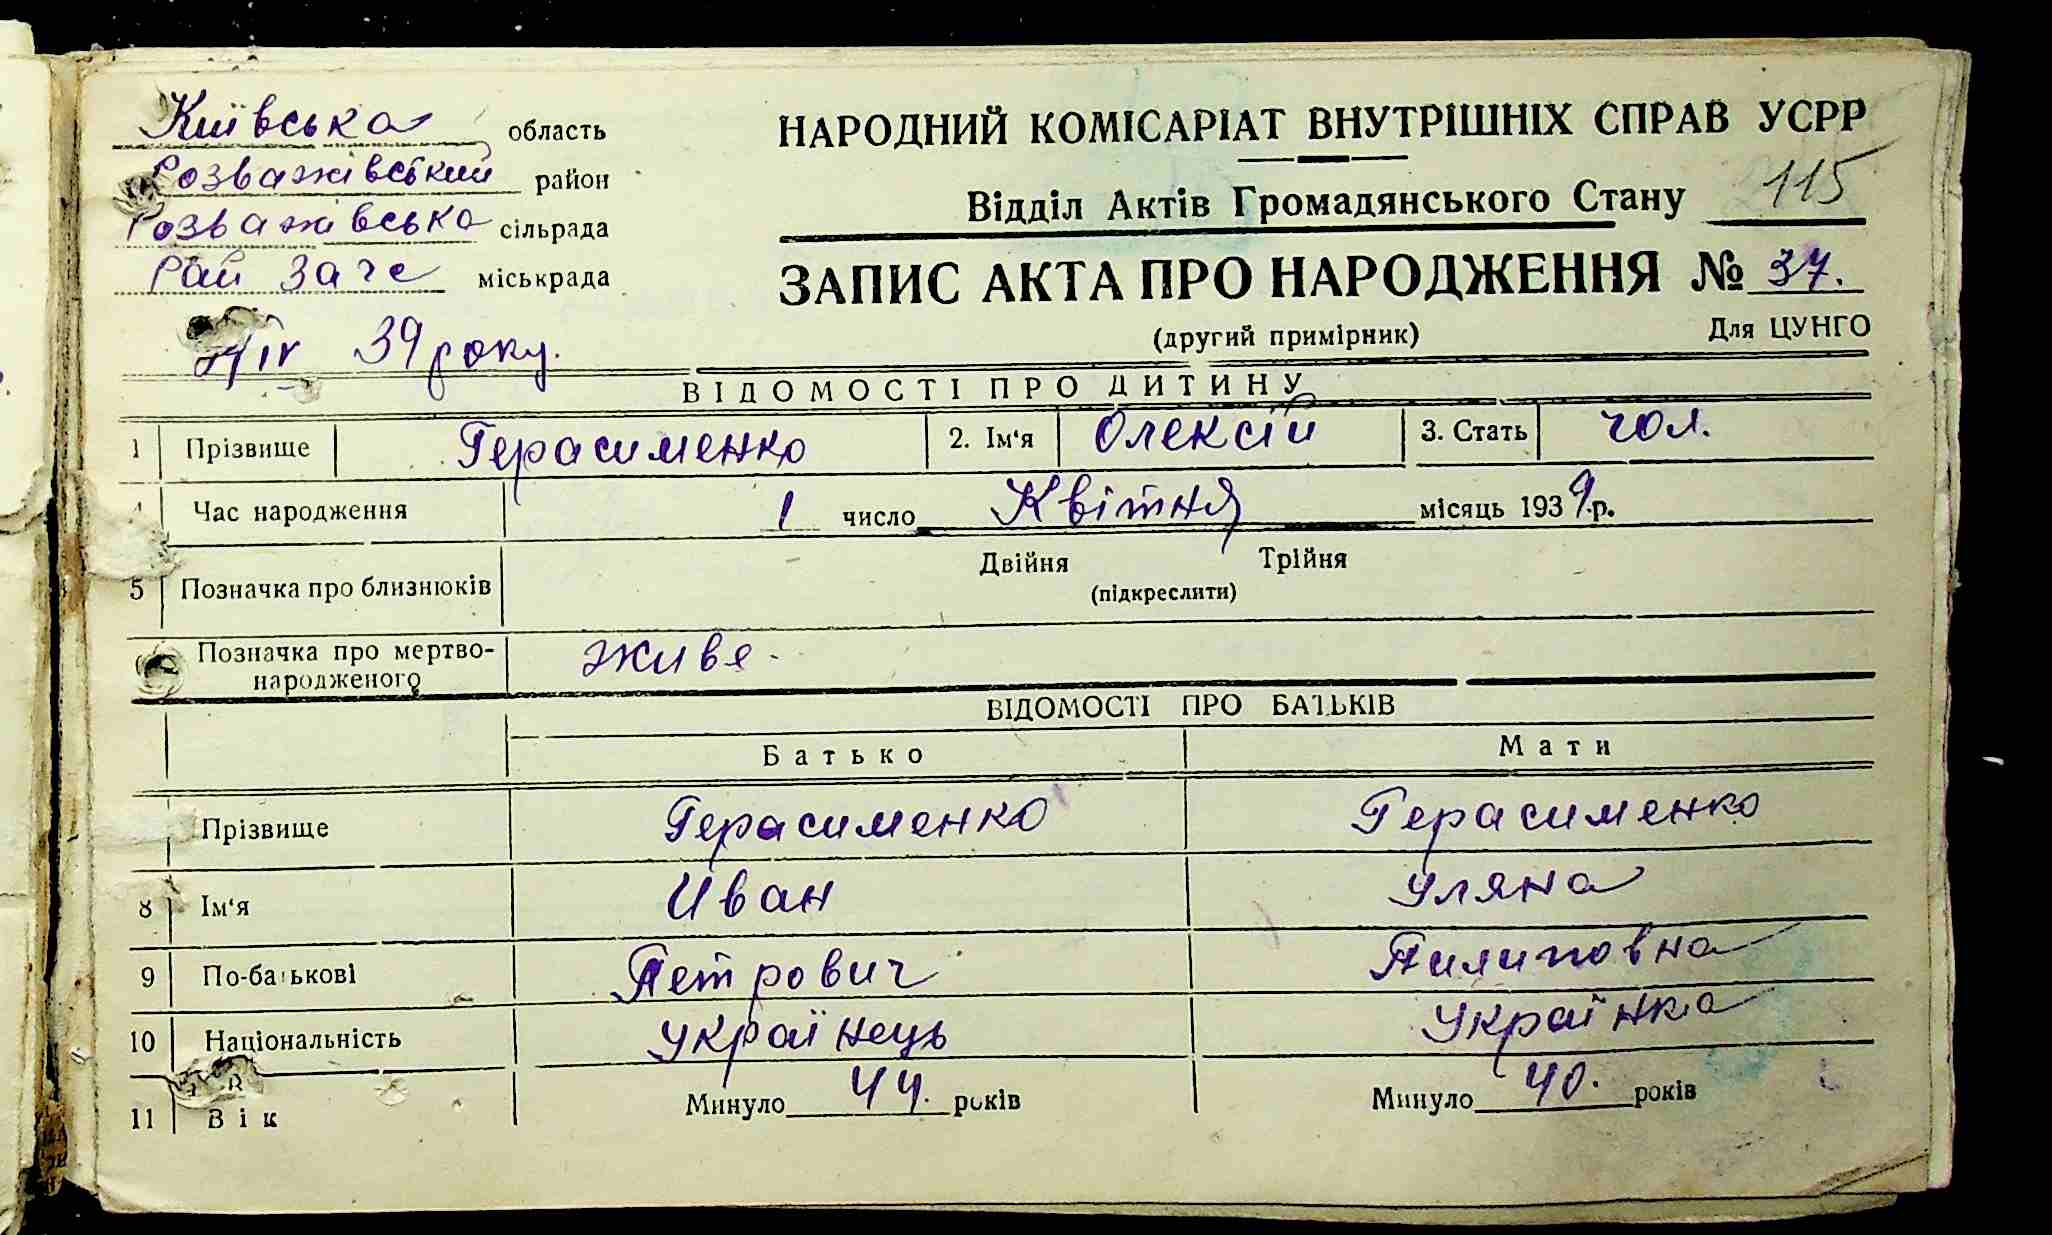 Київська область
Розважівський район
Розважівська сільрада
Рай загс міськрада
IV 39 року.
НАРОДНИЙ КОМІСАРІАТ ВНУТРІШНІХ СПРАВ УСРР
Відділ Актів Громадянського Стану 115
ЗАПИС АКТА ПРО НАРОДЖЕННЯ № 37.
(другий примірник) Для ЦУНГО
ВІДОМОСТІ ПРО ДИТИНУ
1 Прізвище Герасименко 2. Ім‘я Олексій 3. Стать чол.
Час народження 1 число Квітня місяць 1939 р.
5 Позначка про близнюків Двійня Трійня
(підкреслити)
Позначка про мертво-
народженого живе.
ВІДОМОСТІ ПРО БАТЬКІВ
Батько Мати
Прізвище Герасименко Герасименко
8 Ім‘я Иван Уляна
9 По-батькові Петрович Пилиповна
10 Національність Українець Українка
11 Вік Минуло 44. років Минуло 40. років